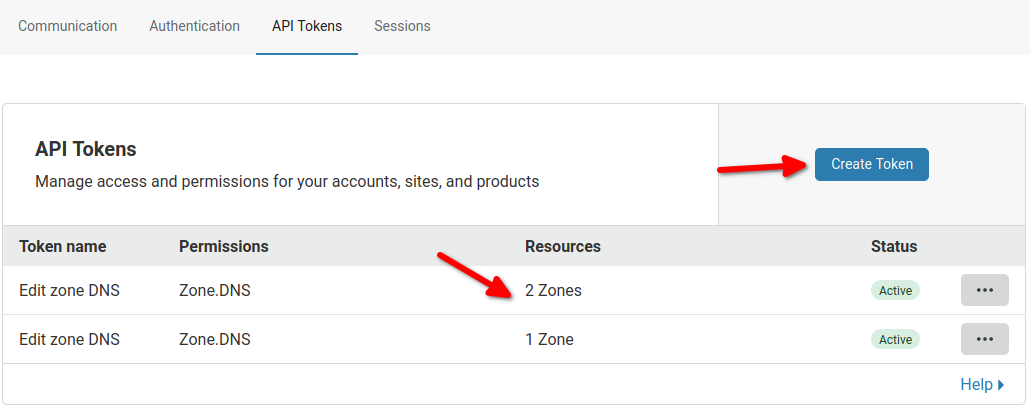 Communication Authentication API Tokens Sessions
API Tokens
Manage access and permissions for your accounts, sites, and products
Create Token
Token name Permissions Resources Status
Edit zone DNS Zone.DNS 2 Zones Active
Edit zone DNS Zone.DNS 1 Zone Active
Help